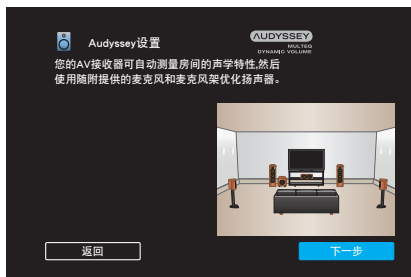 Audyssey设置
AUDYSSEY
MULTEQ
DYNAMIC VOLUME
您的AV接收器可自动测量房间的声学特性,然后
使用随附提供的麦克风和麦克风架优化扬声器。
返回
下一步